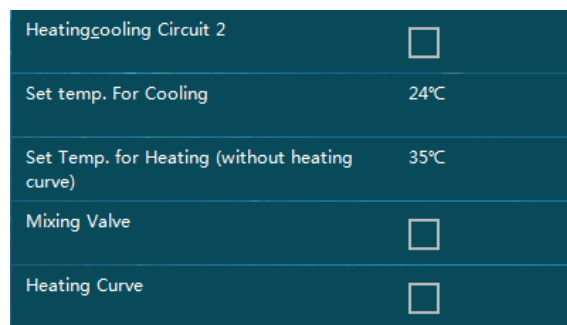 Heatingcooling Circuit 2
Set temp. For Cooling 24℃
Set Temp. for Heating (without heating 35℃
curve)
Mixing Valve
Heating Curve